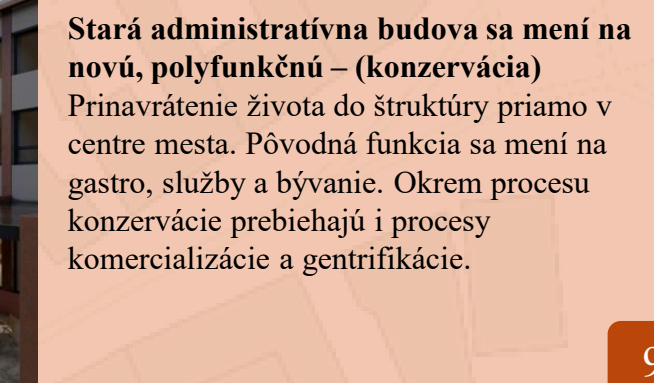 Stará administratívna budova sa mení na
novú, polyfunkčnú – (konzervácia)
Prinavrátenie života do štruktúry priamo v
centre mesta. Pôvodná funkcia sa mení na
gastro, služby a bývanie. Okrem procesu
konzervácie prebiehajú i procesy
komercializácie a gentrifikácie.
9